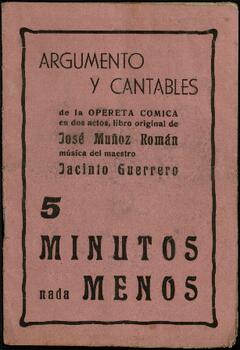 ARGUMENTO
Y CANTABLES
de la OPERETA COMICA
es dos actos, libro original de
José Muñoz Román
música del maestro
Jacinto Guerrero
5
MINUTOS
nada MENOS